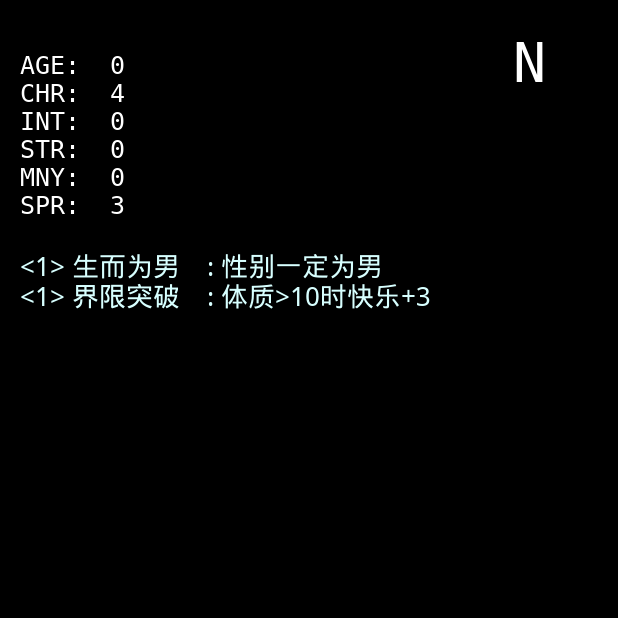 N
AGE: 0
CHR: 4
INT: 0
STR: 0
MNY: 0
SPR: 3
<1> 生而为男 : 性别一定为男
<1> 界限突破 : 体质>10时快乐+3